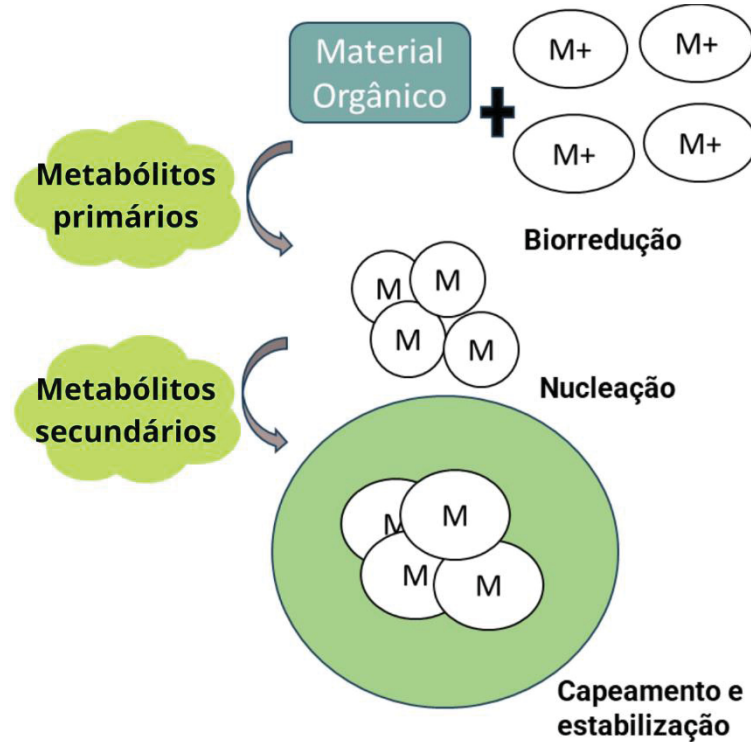 Material
Orgânico
M+
M+
M+
M+
Metabólitos
primários
Biorredução
M
M
M
M
Nucleação
Metabólitos
secundários
M
M
M
M
Capeamento e
estabilização